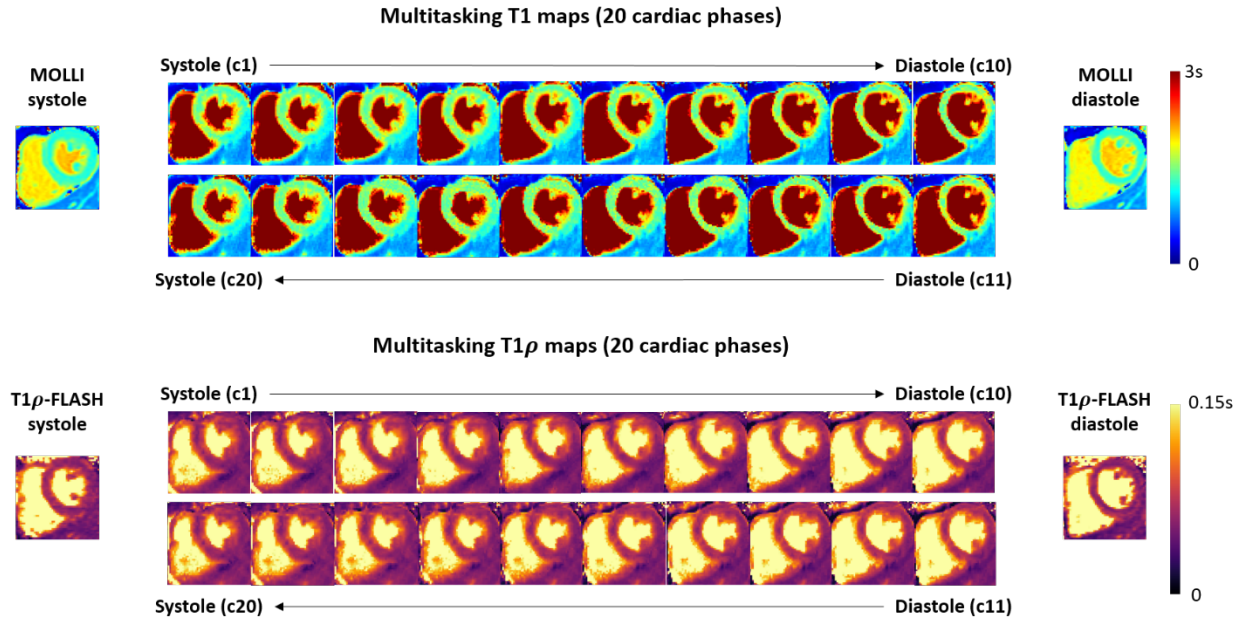 Multitasking T1 maps (20 cardiac phases)
MOLLI
systole
Systole (c1)
Diastole (c10)
MOLLI
diastole
3s
0
Systole (c20)
Diastole (c11)
Multitasking T1ρ maps (20 cardiac phases)
T1ρ-FLASH
systole
Systole (c1)
Diastole (c10)
T1ρ-FLASH
diastole
0.15s
0
Systole (c20)
Diastole (c11)